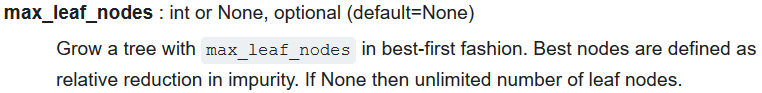 max_leaf_nodes : int or None, optional (default=None)
Grow a tree with max_leaf_nodes in best-first fashion. Best nodes are defined as
relative reduction in impurity. If None then unlimited number of leaf nodes.